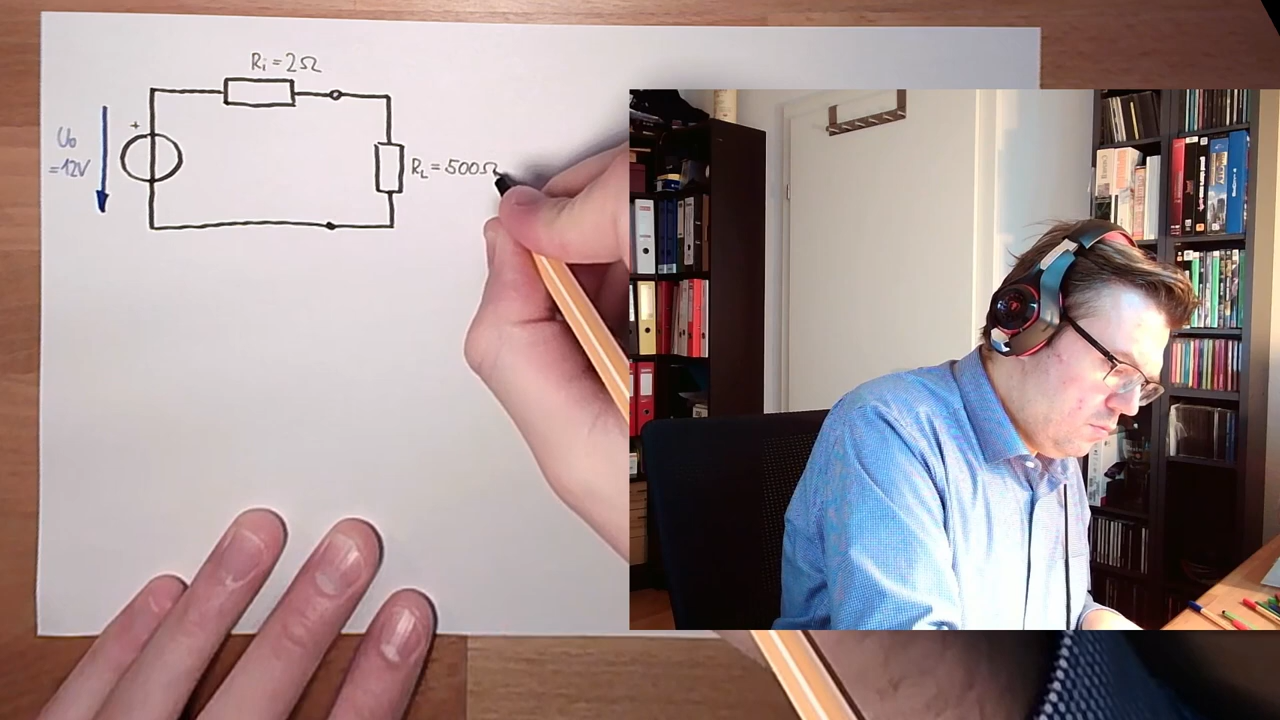 Ri = 2Ω
+
U₀
=12V
RL = 500Ω